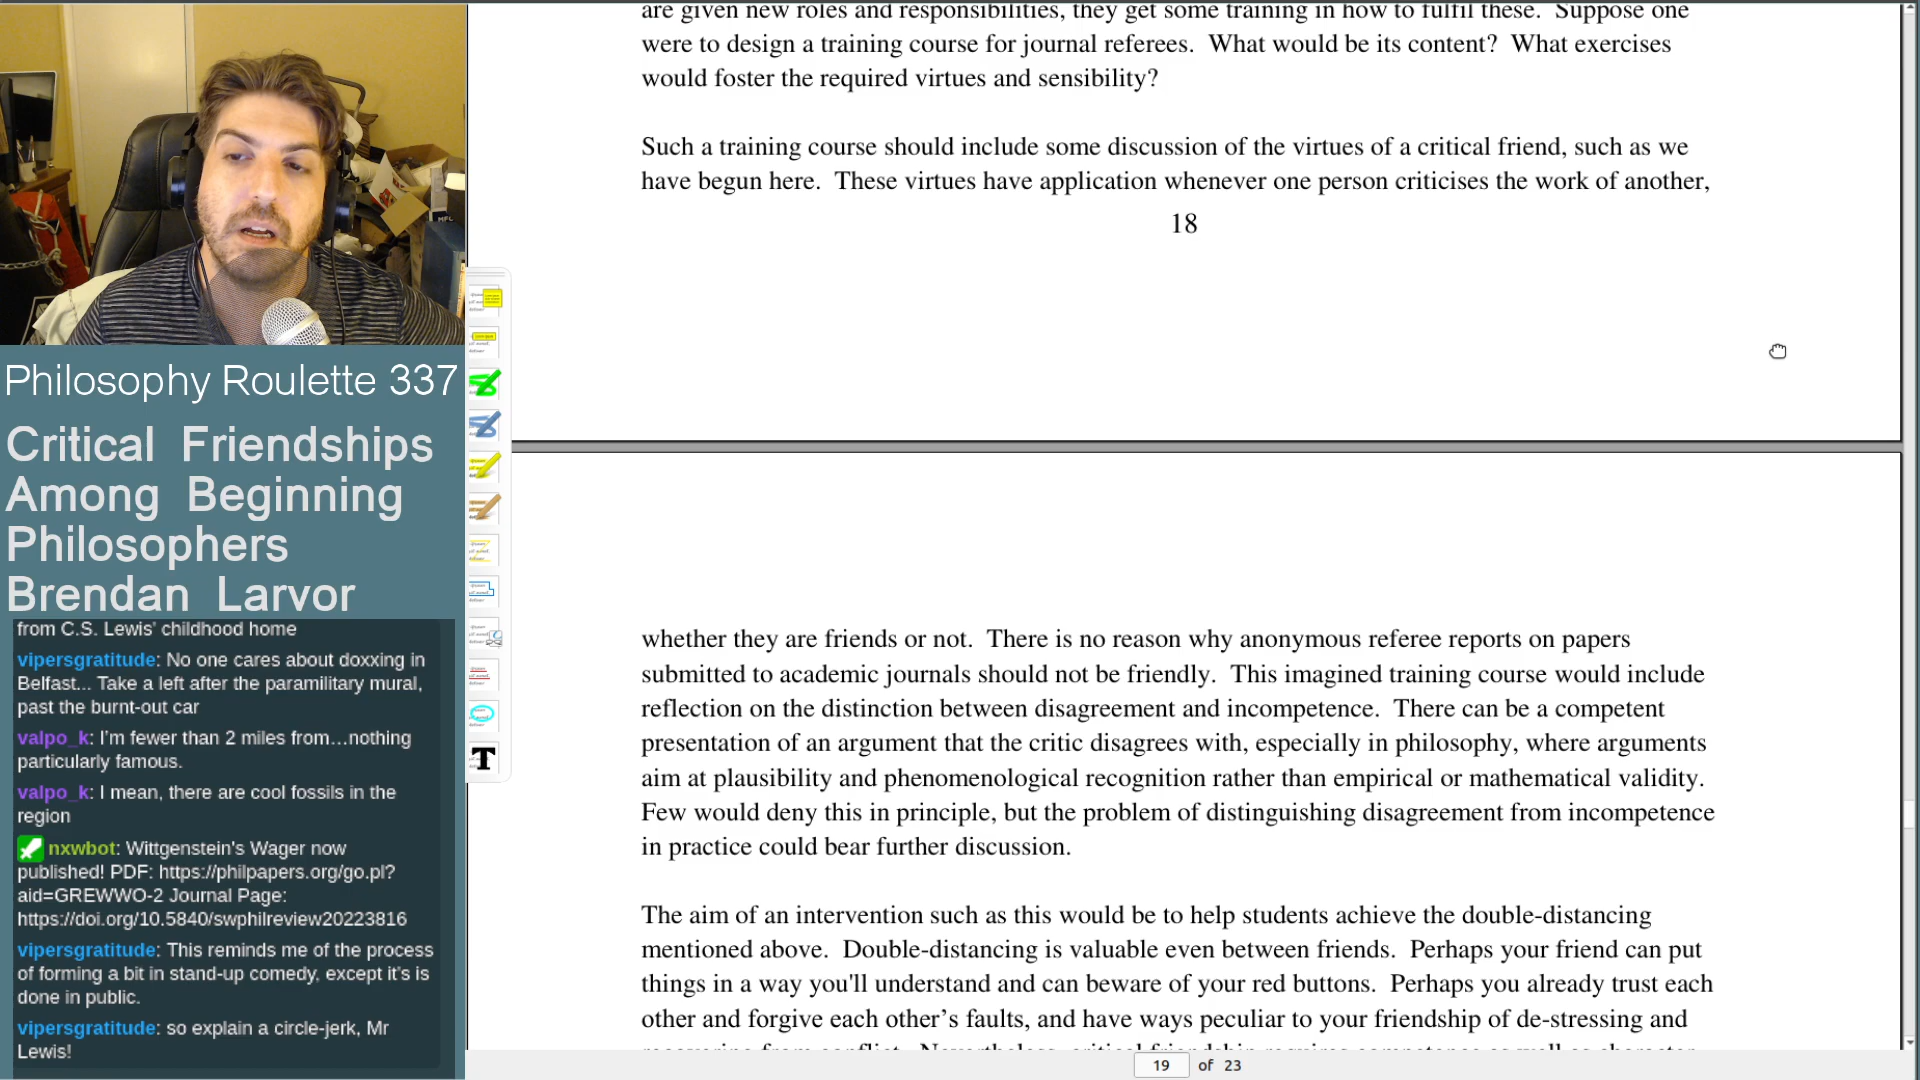 are given new roles and responsibilities, they get some training in how to fulfil these.  Suppose one
were to design a training course for journal referees.  What would be its content?  What exercises
would foster the required virtues and sensibility?
Such a training course should include some discussion of the virtues of a critical friend, such as we
have begun here.  These virtues have application whenever one person criticises the work of another,
18
Philosophy Roulette 337
Critical Friendships
Among Beginning
Philosophers
Brendan Larvor
from C.S. Lewis' childhood home
vipersgratitude: No one cares about doxxing in
Belfast... Take a left after the paramilitary mural,
past the burnt-out car
valpo_k: I'm fewer than 2 miles from…nothing
particularly famous.
valpo_k: I mean, there are cool fossils in the
region
nxwbot: Wittgenstein's Wager now
published! PDF: https://philpapers.org/go.pl?
aid=GREWWO-2 Journal Page:
https://doi.org/10.5840/swphilreview20223816
vipersgratitude: This reminds me of the process
of forming a bit in stand-up comedy, except it's is
done in public.
vipersgratitude: so explain a circle-jerk, Mr
Lewis!
T
whether they are friends or not.  There is no reason why anonymous referee reports on papers
submitted to academic journals should not be friendly.  This imagined training course would include
reflection on the distinction between disagreement and incompetence.  There can be a competent
presentation of an argument that the critic disagrees with, especially in philosophy, where arguments
aim at plausibility and phenomenological recognition rather than empirical or mathematical validity.
Few would deny this in principle, but the problem of distinguishing disagreement from incompetence
in practice could bear further discussion.
The aim of an intervention such as this would be to help students achieve the double-distancing
mentioned above.  Double-distancing is valuable even between friends.  Perhaps your friend can put
things in a way you'll understand and can beware of your red buttons.  Perhaps you already trust each
other and forgive each other’s faults, and have ways peculiar to your friendship of de-stressing and
19 of 23